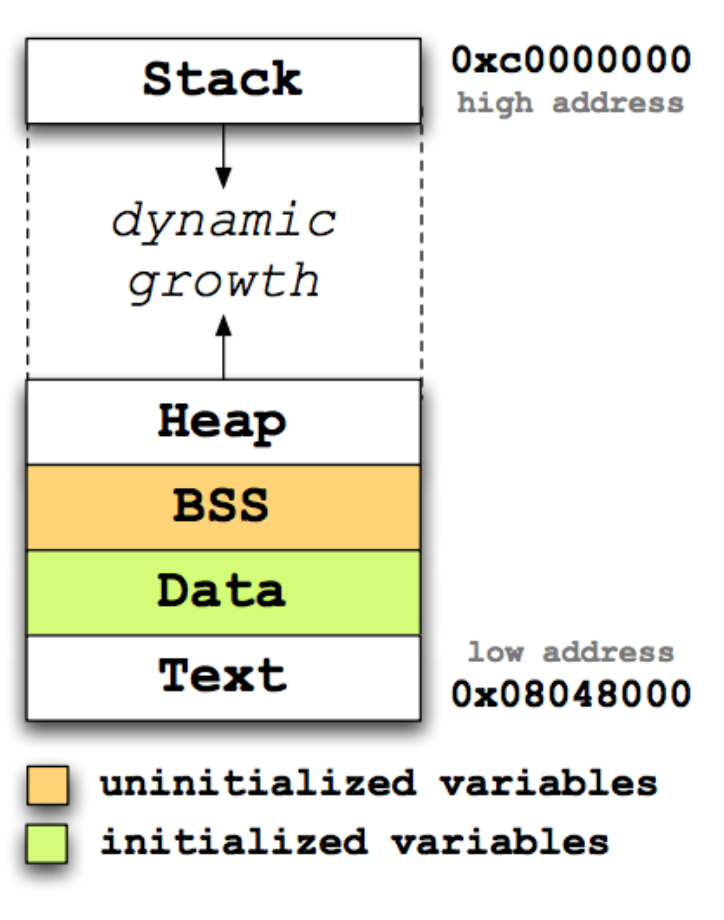 Stack
0xc0000000
high address
dynamic
growth
Heap
BSS
Data
Text
low address
0x08048000
uninitialized variables
initialized variables